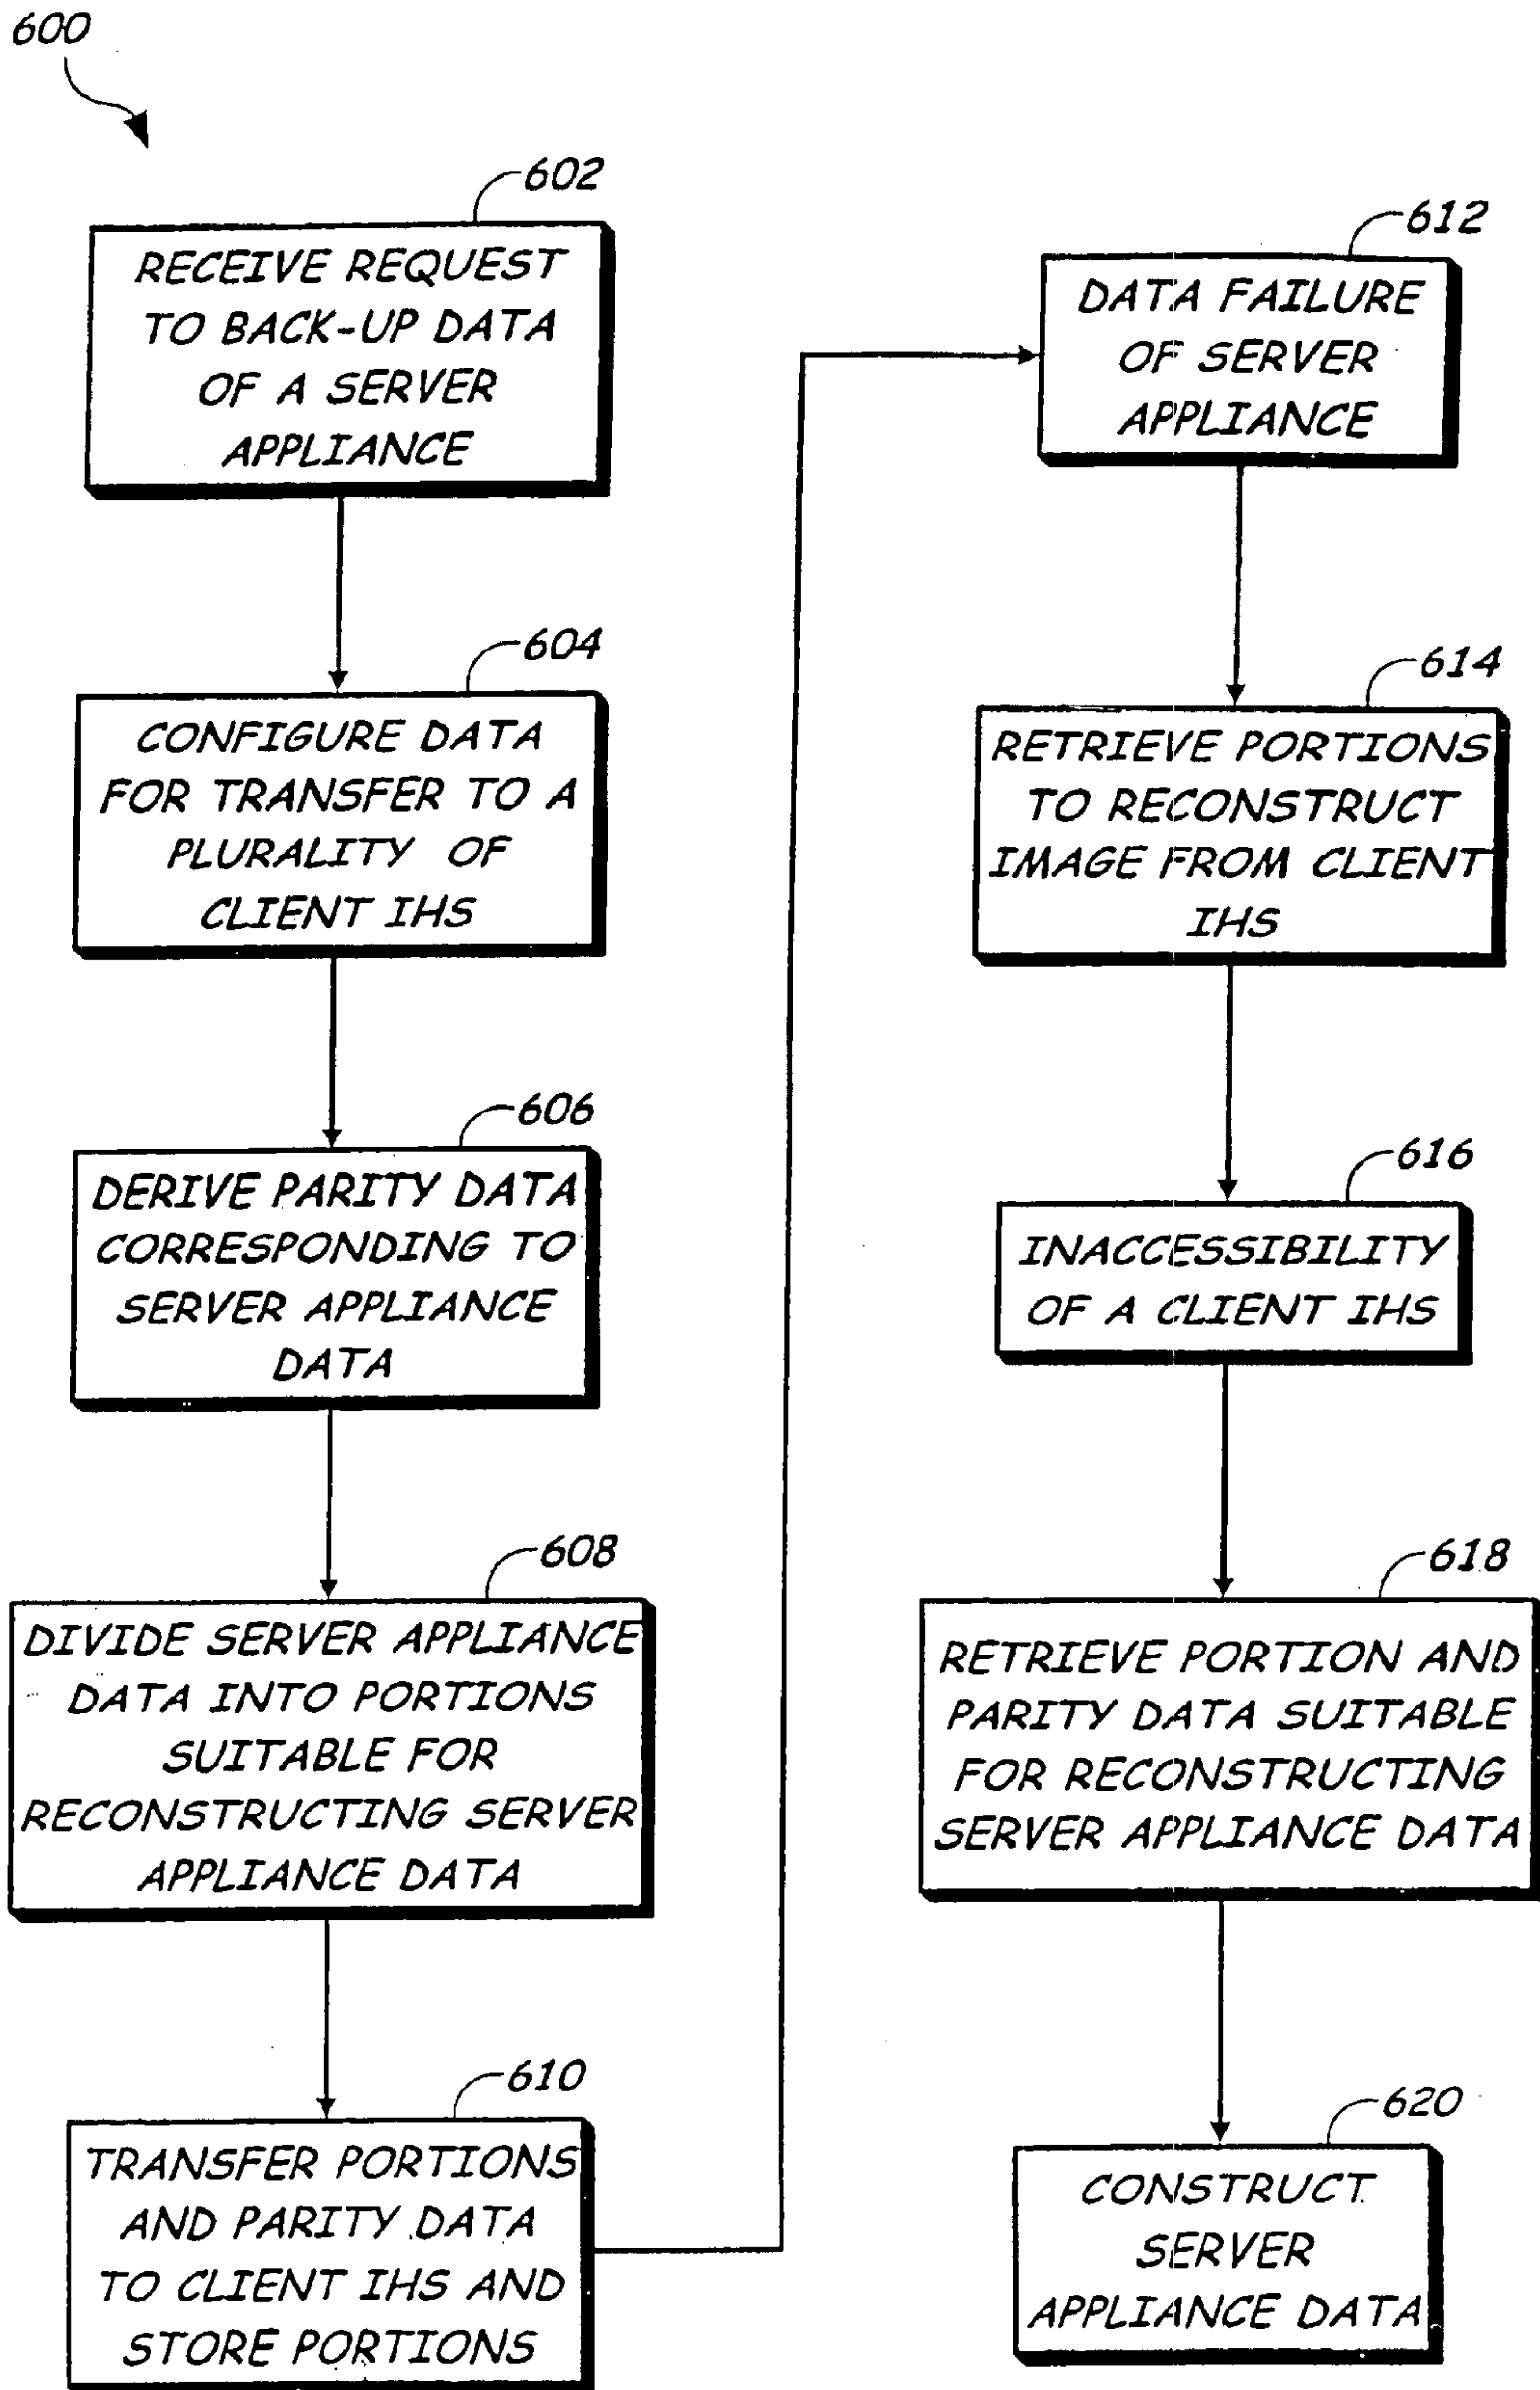 600
602
RECEIVE REQUEST
TO BACK-UP DATA
OF A SERVER
APPLIANCE
604
CONFIGURE DATA
FOR TRANSFER TO A
PLURALITY OF
CLIENT IHS
606
DERIVE PARITY DATA
CORRESPONDING TO
SERVER APPLIANCE
DATA
608
DIVIDE SERVER APPLIANCE
DATA INTO PORTIONS
SUITABLE FOR
RECONSTRUCTING SERVER
APPLIANCE DATA
610
TRANSFER PORTIONS
AND PARITY DATA
TO CLIENT IHS AND
STORE PORTIONS
612
DATA FAILURE
OF SERVER
APPLIANCE
614
RETRIEVE PORTIONS
TO RECONSTRUCT
IMAGE FROM CLIENT
IHS
616
INACCESSIBILITY
OF A CLIENT IHS
618
RETRIEVE PORTION AND
PARITY DATA SUITABLE
FOR RECONSTRUCTING
SERVER APPLIANCE DATA
620
CONSTRUCT
SERVER
APPLIANCE DATA